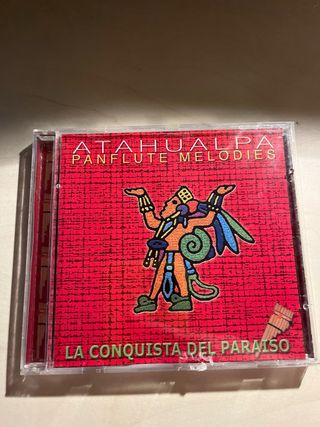 ATAHUALPA
PANFLUTE MELODIES
LA CONQUISTA DEL PARAISO